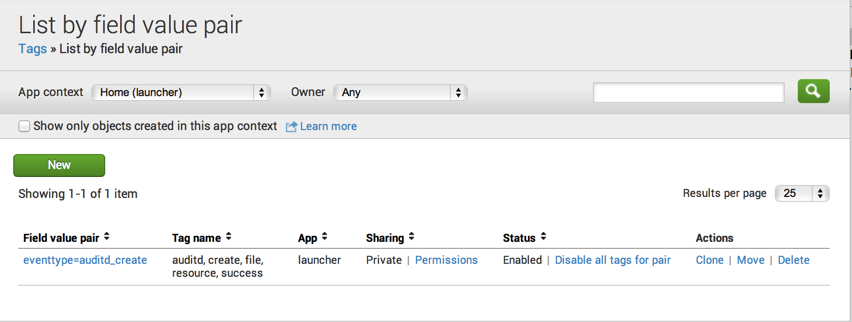 List by field value pair
Tags » List by field value pair
App context Home (launcher) Owner Any
Show only objects created in this app context Learn more
New
Showing 1-1 of 1 item Results per page 25
Field value pair Tag name App Sharing Status Actions
eventtype=auditd_create auditd, create, file, launcher Private | Permissions Enabled | Disable all tags for pair Clone | Move | Delete
resource, success